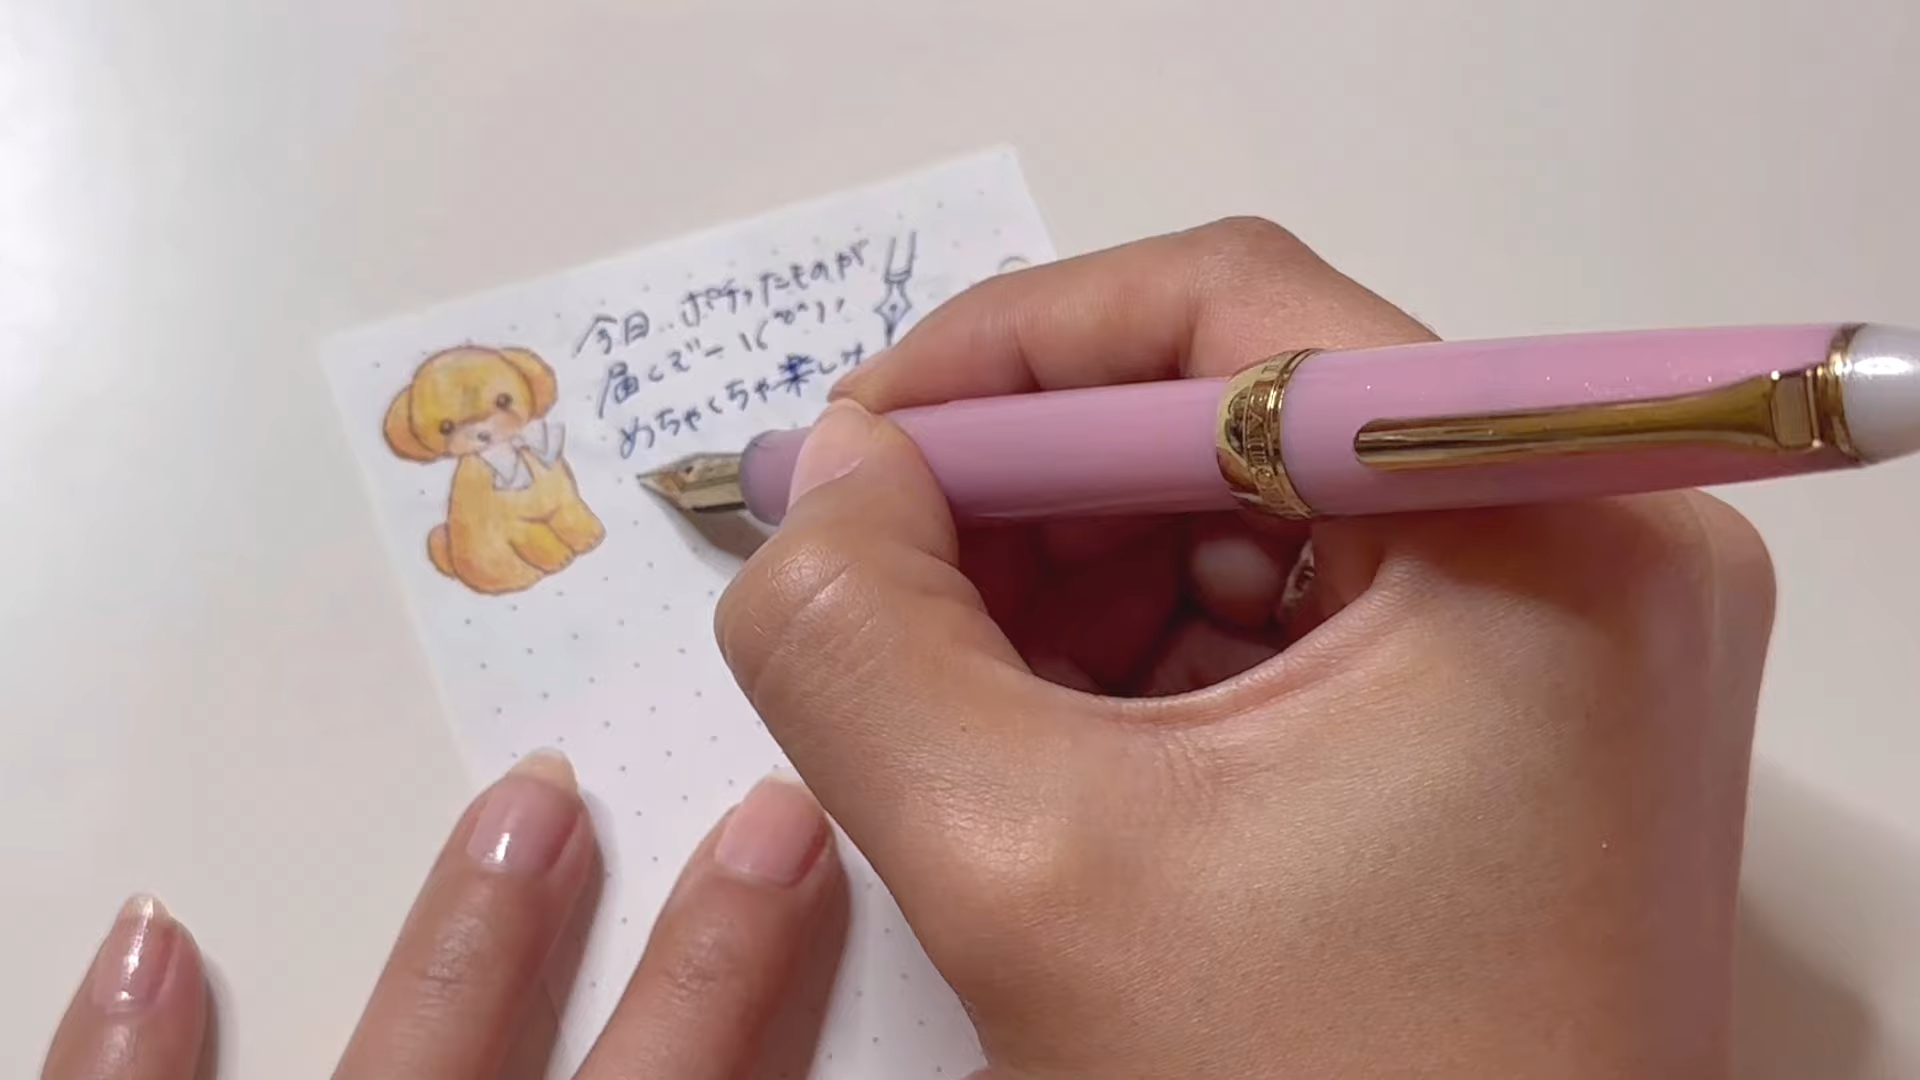 今日..ポチったものが
届くぞー\(^o^)/
めちゃくちゃ楽しみ